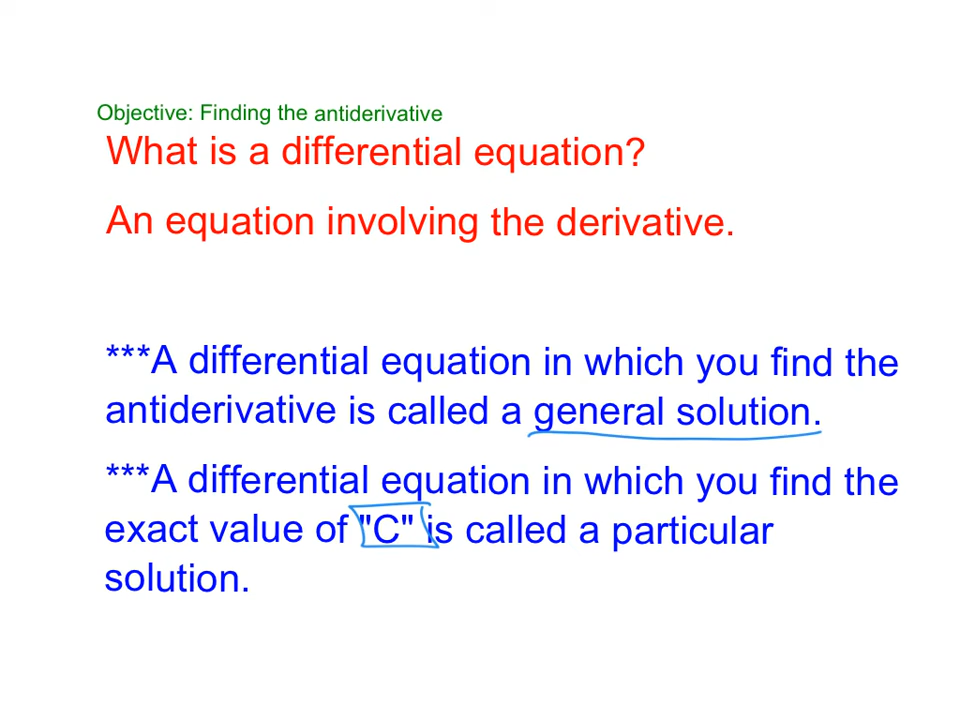 Objective: Finding the antiderivative
What is a differential equation?
An equation involving the derivative.
***A differential equation in which you find the
antiderivative is called a general solution.
***A differential equation in which you find the
exact value of "C" is called a particular
solution.